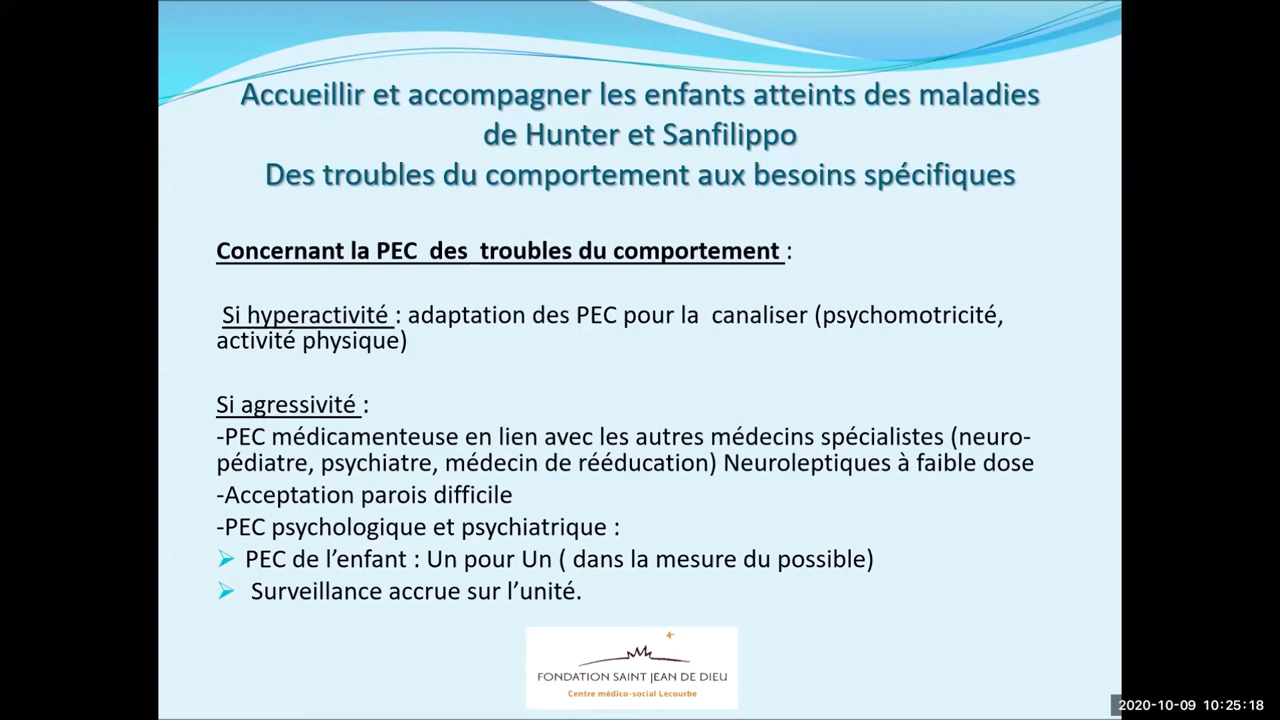 Accueillir et accompagner les enfants atteints des maladies
de Hunter et Sanfilippo
Des troubles du comportement aux besoins spécifiques
Concernant la PEC des troubles du comportement :
Si hyperactivité : adaptation des PEC pour la canaliser (psychomotricité,
activité physique)
Si agressivité :
-PEC médicamenteuse en lien avec les autres médecins spécialistes (neuro-
pédiatre, psychiatre, médecin de rééducation) Neuroleptiques à faible dose
-Acceptation parois difficile
-PEC psychologique et psychiatrique :
➢ PEC de l’enfant : Un pour Un ( dans la mesure du possible)
➢ Surveillance accrue sur l’unité.
FONDATION SAINT JEAN DE DIEU
Centre médico-social Lecourbe
2020-10-09 10:25:18